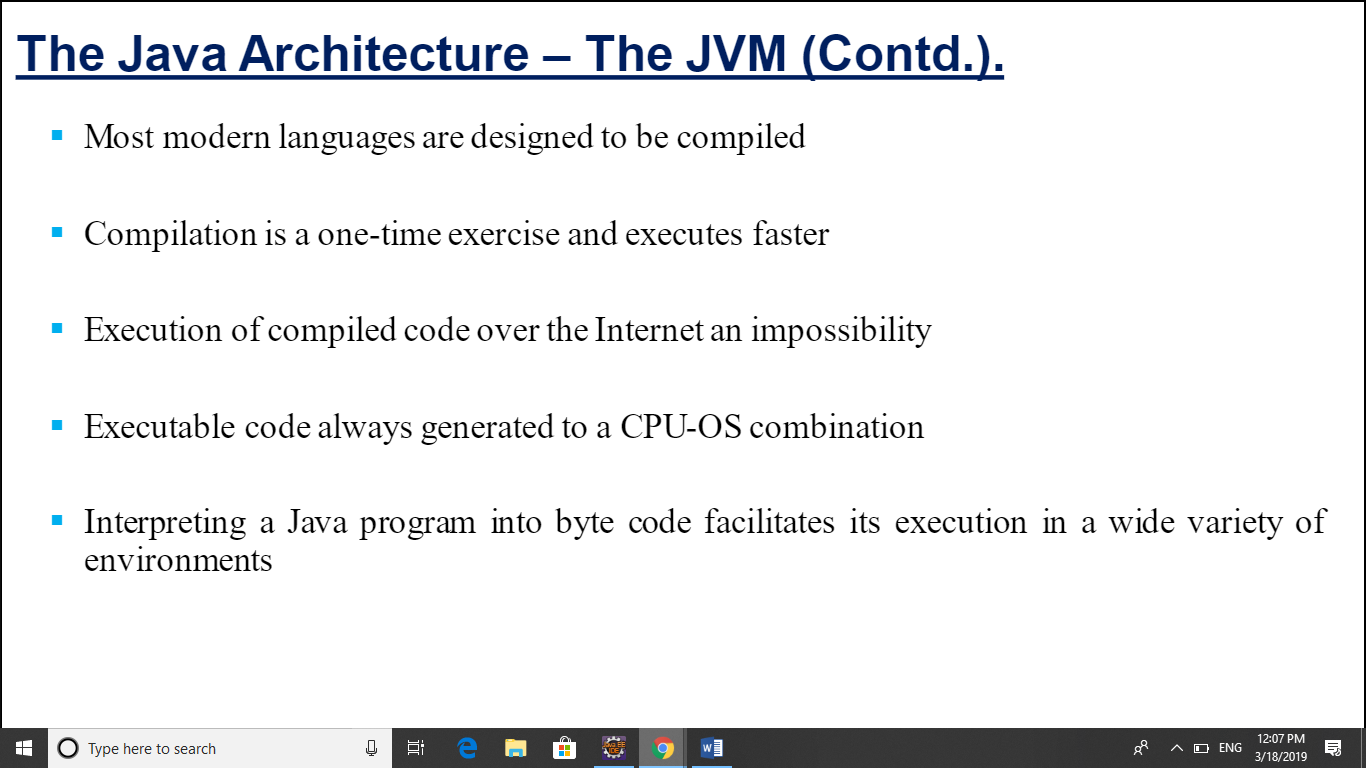 The Java Architecture – The JVM (Contd.).
Most modern languages are designed to be compiled
Compilation is a one-time exercise and executes faster
Execution of compiled code over the Internet an impossibility
Executable code always generated to a CPU-OS combination
Interpreting a Java program into byte code facilitates its execution in a wide variety of
environments
Type here to search
ENG
12:07 PM
3/18/2019